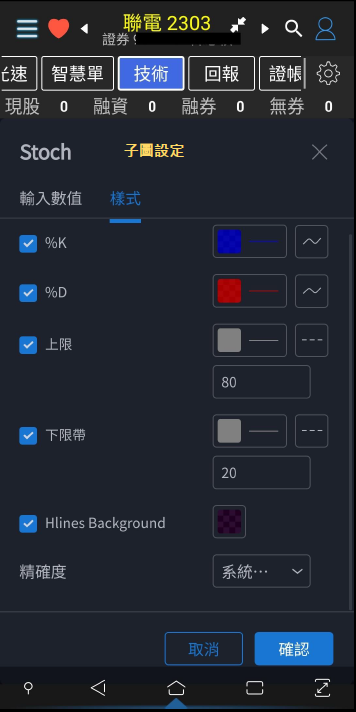 聯電 2303
證券 9
光速 智慧單 技術 回報 證帳
現股 0 融資 0 融券 0 無券 0
Stoch 子圖設定
輸入數值 樣式
%K
%D
上限
80
下限帶
20
Hlines Background
精確度 系統⋯
取消 確認